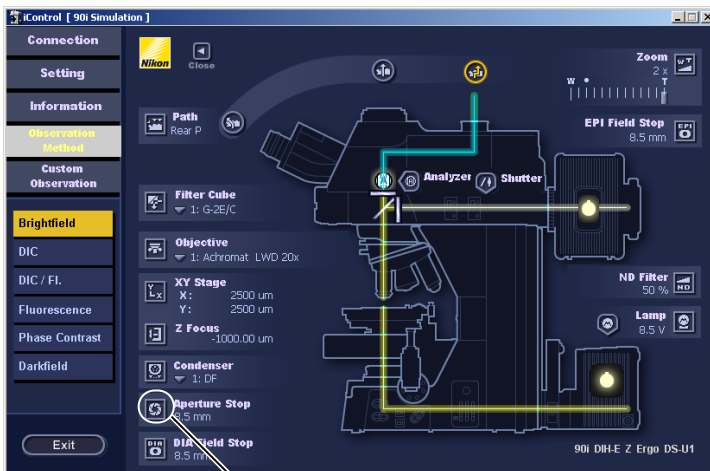 iControl [ 90i Simulation ]
Connection
Setting
Information
Observation
Method
Custom
Observation
Brightfield
DIC
DIC / Fl.
Fluorescence
Phase Contrast
Darkfield
Exit
Nikon
Close
Path
Rear P
Filter Cube
1: G-2E/C
Objective
1: Achromat LWD 20x
XY Stage
X: 2500 um
Y: 2500 um
Z Focus
-1000.00 um
Condenser
1: DF
Aperture Stop
8.5 mm
DIA
DIA Field Stop
8.5 mm
Analyzer
Shutter
Zoom
2 x
W T
W T
EPI Field Stop
8.5 mm
EPI
ND Filter
50 %
ND
Lamp
8.5 V
90i DIH-E Z Ergo DS-U1